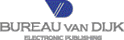 BUREAU VAN DIJK
ELECTRONIC PUBLISHING